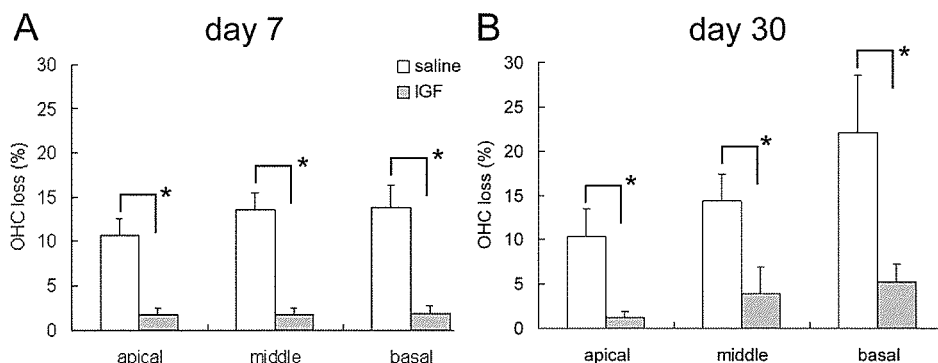 A
day 7
30
25
20
15
10
5
0
OHC loss (%)
saline
IGF
*
*
*
apical
middle
basal
B
day 30
30
25
20
15
10
5
0
OHC loss (%)
*
*
*
apical
middle
basal